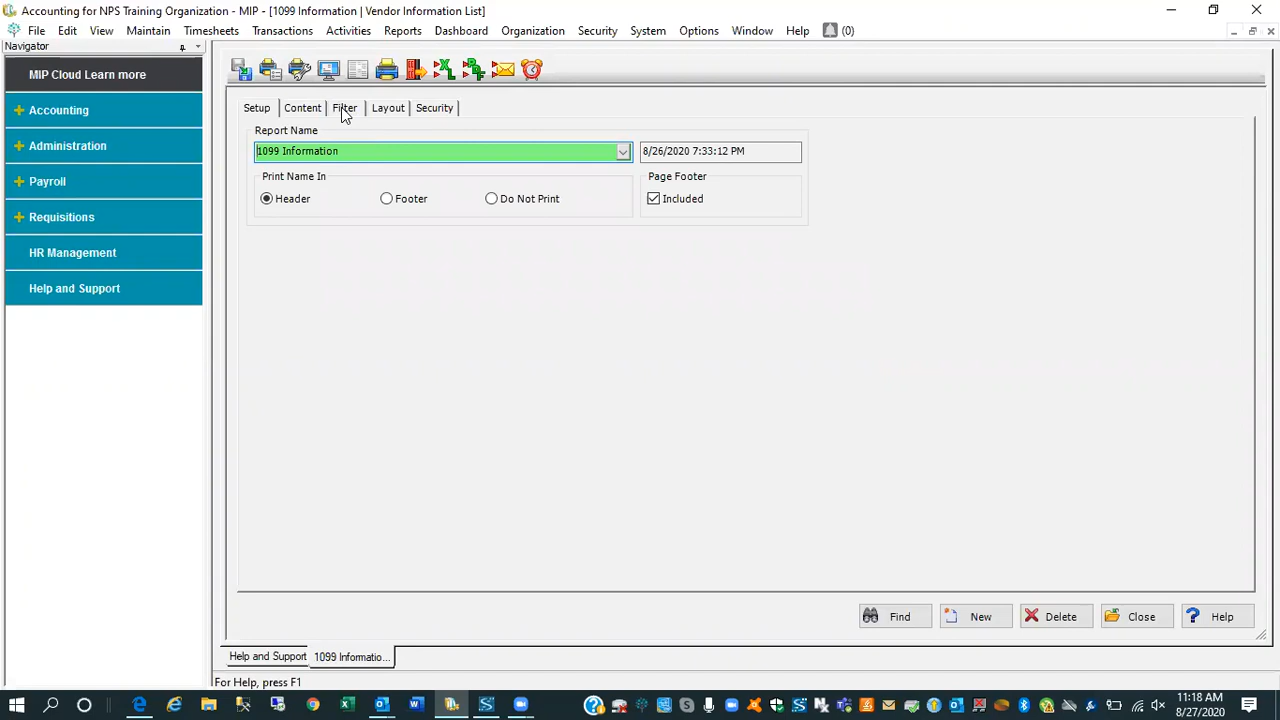 Accounting for NPS Training Organization - MIP - [1099 Information | Vendor Information List]
File Edit View Maintain Timesheets Transactions Activities Reports Dashboard Organization Security System Options Window Help (0)
Navigator
MIP Cloud Learn more
Accounting
Administration
Payroll
Requisitions
HR Management
Help and Support
Setup Content Filter Layout Security
Report Name
1099 Information 8/26/2020 7:33:12 PM
Print Name In Page Footer
Header Footer Do Not Print Included
Find New Delete Close Help
Help and Support 1099 Informatio...
For Help, press F1
11:18 AM
8/27/2020